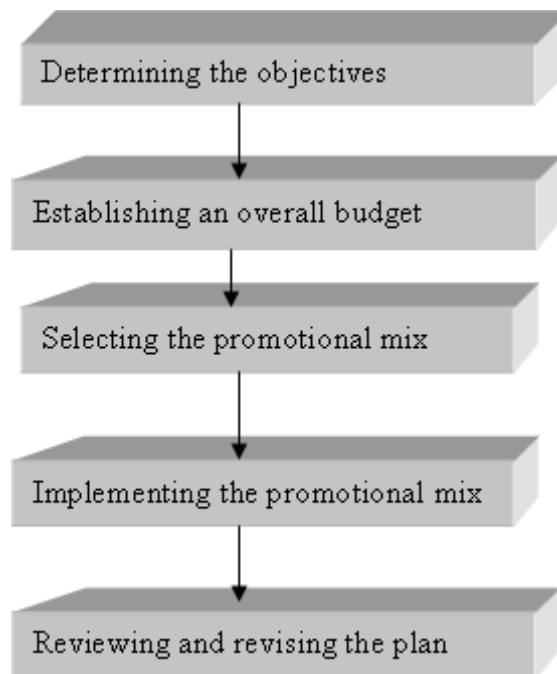 Determining the objectives
Establishing an overall budget
Selecting the promotional mix
Implementing the promotional mix
Reviewing and revising the plan